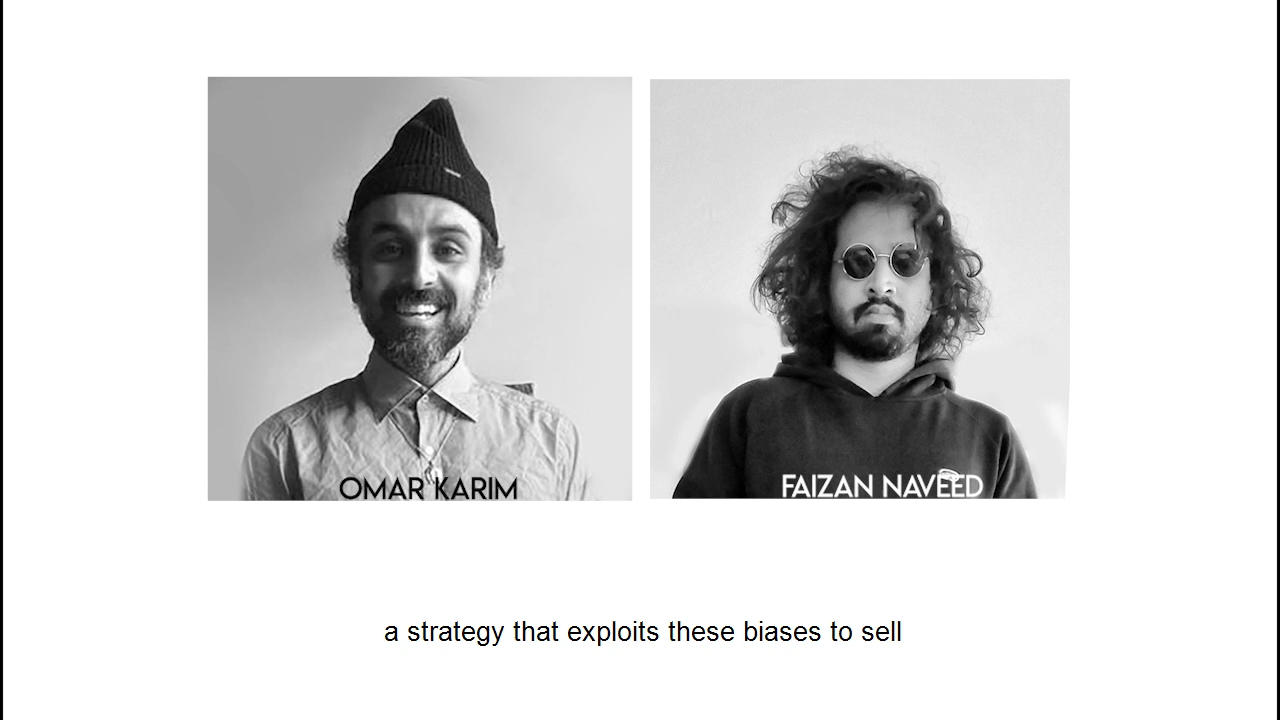 OMAR KARIM
FAIZAN NAVEED
a strategy that exploits these biases to sell